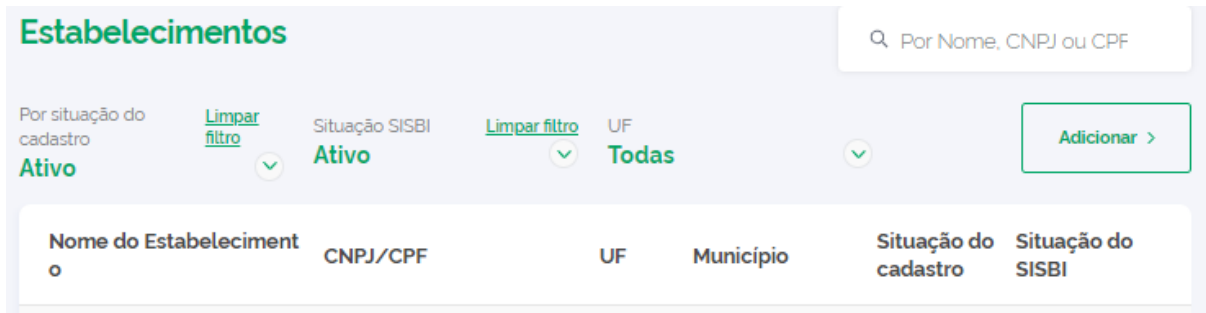 Estabelecimentos
Por Nome, CNPJ ou CPF
Por situação do
cadastro
Ativo
Limpar
filtro
Situação SISBI
Limpar filtro
Ativo
UF
Todas
Adicionar >
Nome do Estabeleciment
o
CNPJ/CPF
UF
Município
Situação do
cadastro
Situação do
SISBI